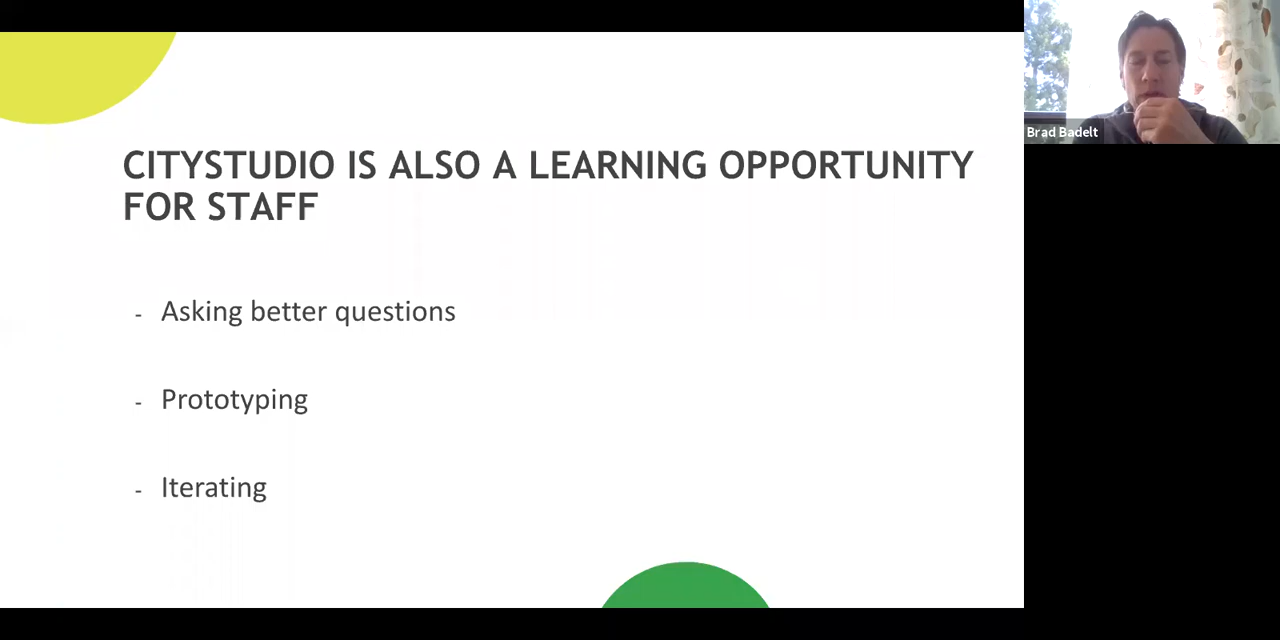 CITYSTUDIO IS ALSO A LEARNING OPPORTUNITY
FOR STAFF
- Asking better questions
- Prototyping
- Iterating
Brad Badelt